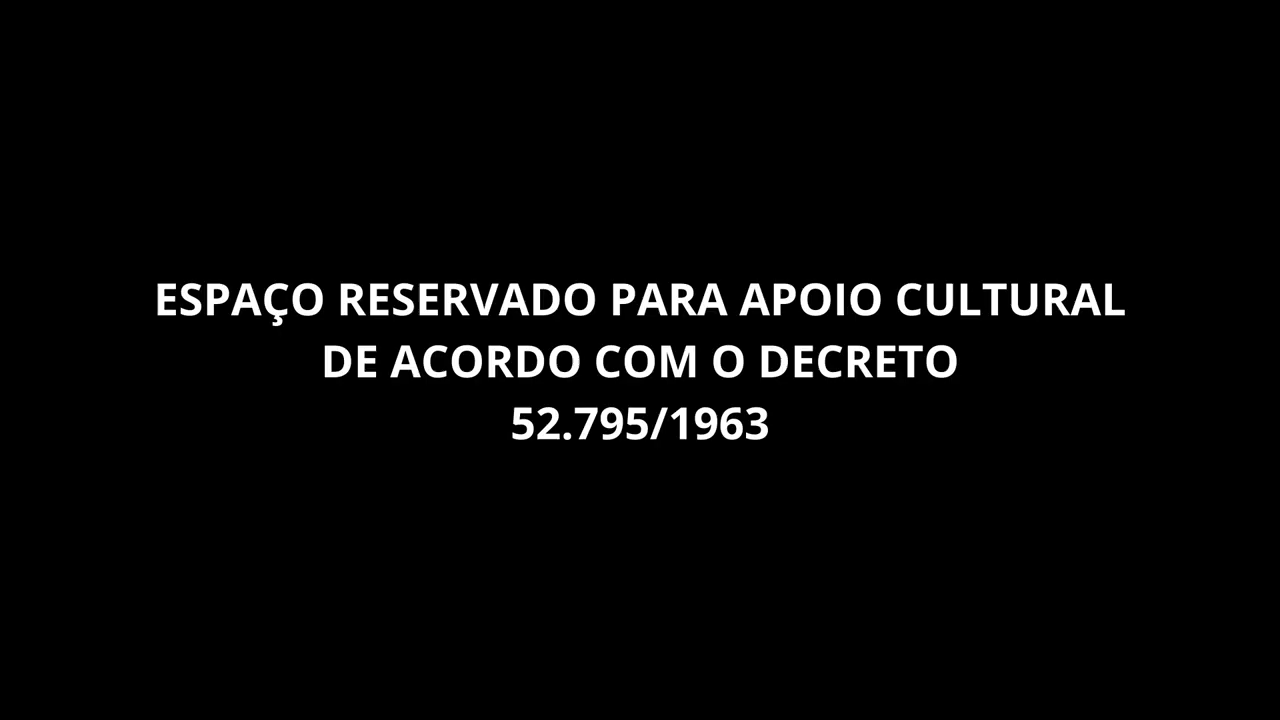 ESPAÇO RESERVADO PARA APOIO CULTURAL
DE ACORDO COM O DECRETO
52.795/1963